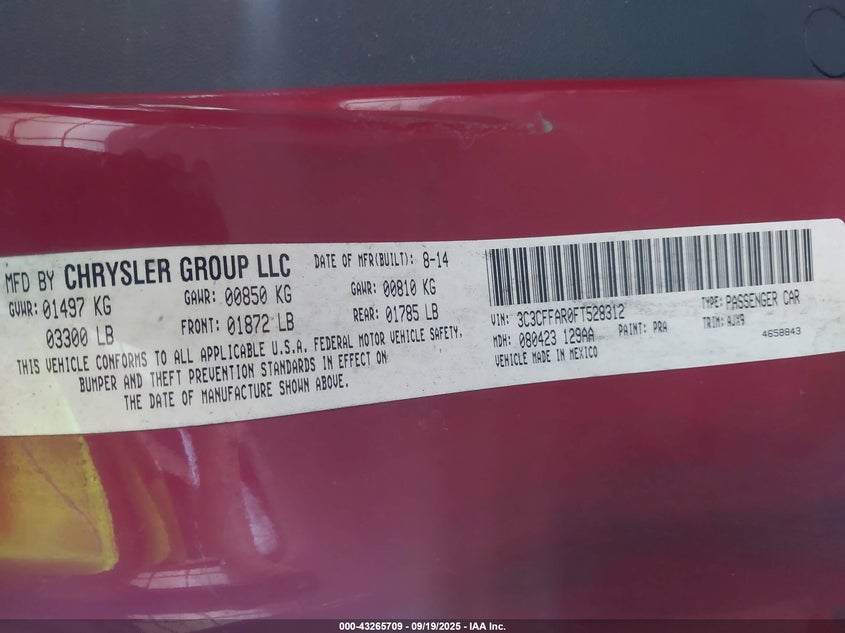 MFD BY CHRYSLER GROUP LLC DATE OF MFR(BUILT): 8-14
GVWR: 01497 KG GAWR: 00850 KG GAWR: 00810 KG
03300 LB FRONT: 01872 LB REAR: 01785 LB
THIS VEHICLE CONFORMS TO ALL APPLICABLE U.S.A. FEDERAL MOTOR VEHICLE SAFETY,
BUMPER AND THEFT PREVENTION STANDARDS IN EFFECT ON
THE DATE OF MANUFACTURE SHOWN ABOVE.
VIN: 3C3CFFAR0FT528312 TYPE: PASSENGER CAR
MDH: 080423 129AA PAINT: PRA TRIM: AJX9
VEHICLE MADE IN MEXICO 4658843
000-43265709 - 09/19/2025 - IAA Inc.